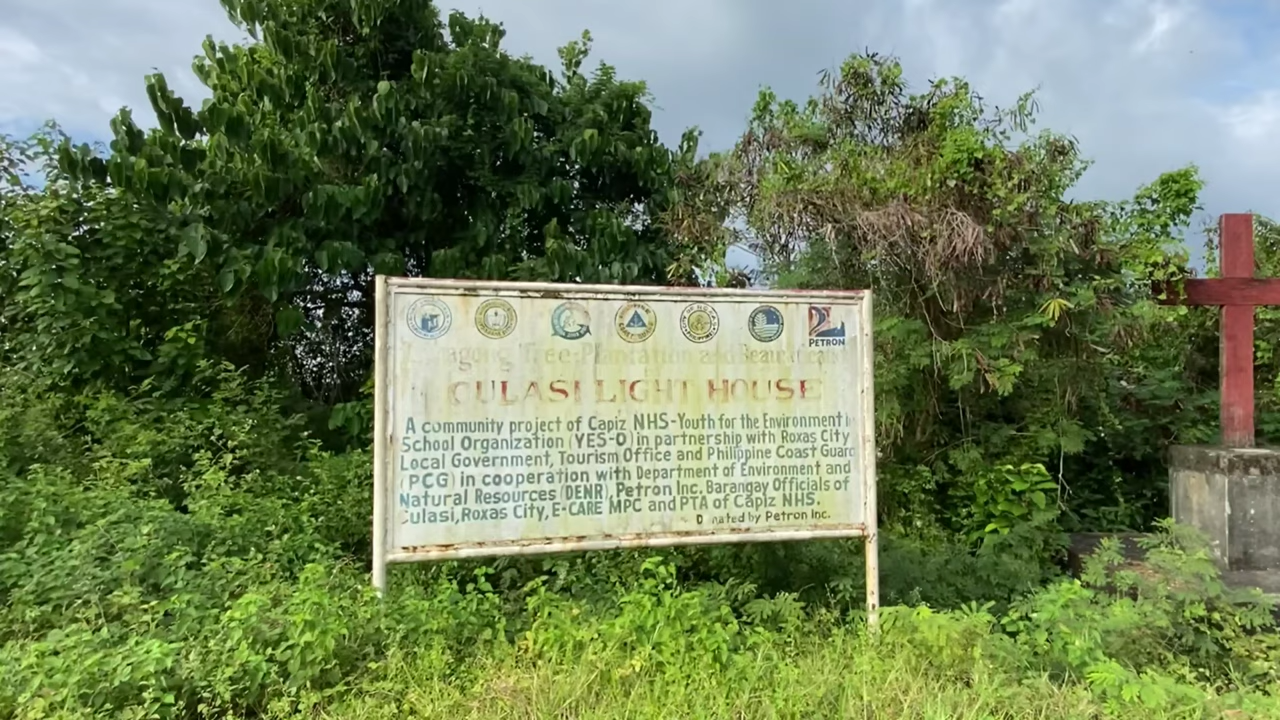 PETRON
Tree-Plantation and Beautification
CULASI LIGHT HOUSE
A community project of Capiz NHS-Youth for the Environment in
School Organization (YES-O) in partnership with Roxas City
Local Government, Tourism Office and Philippine Coast Guard
(PCG) in cooperation with Department of Environment and
Natural Resources (DENR), Petron Inc. Barangay Officials of
Culasi, Roxas City, E-CARE MPC and PTA of Capiz NHS.
Donated by Petron Inc.